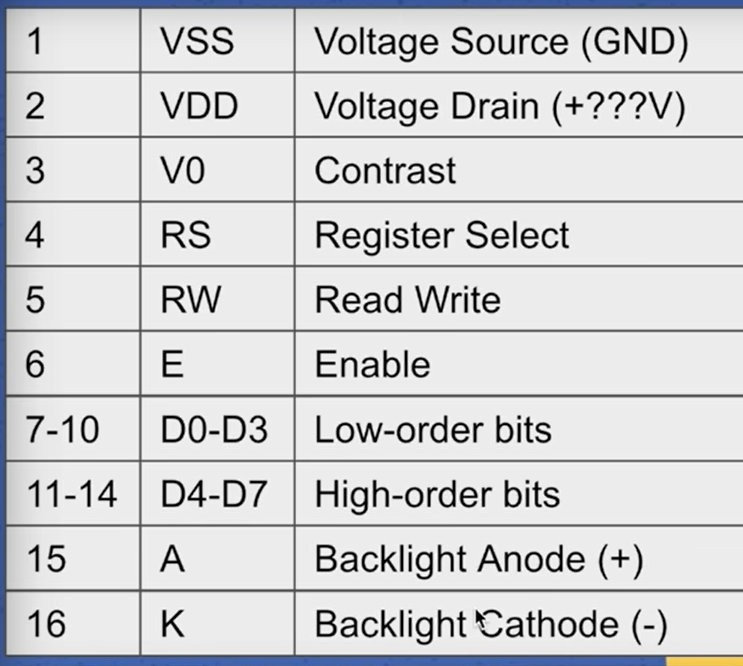 1 VSS Voltage Source (GND)
2 VDD Voltage Drain (+???V)
3 V0 Contrast
4 RS Register Select
5 RW Read Write
6 E Enable
7-10 D0-D3 Low-order bits
11-14 D4-D7 High-order bits
15 A Backlight Anode (+)
16 K Backlight Cathode (-)